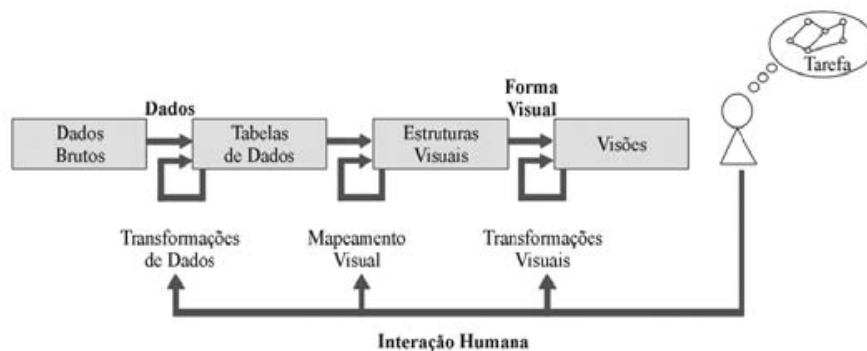 Tarefa
Dados
Forma
Visual
Dados
Brutos
Tabelas
de Dados
Estruturas
Visuais
Visões
Transformações
de Dados
Mapeamento
Visual
Transformações
Visuais
Interação Humana